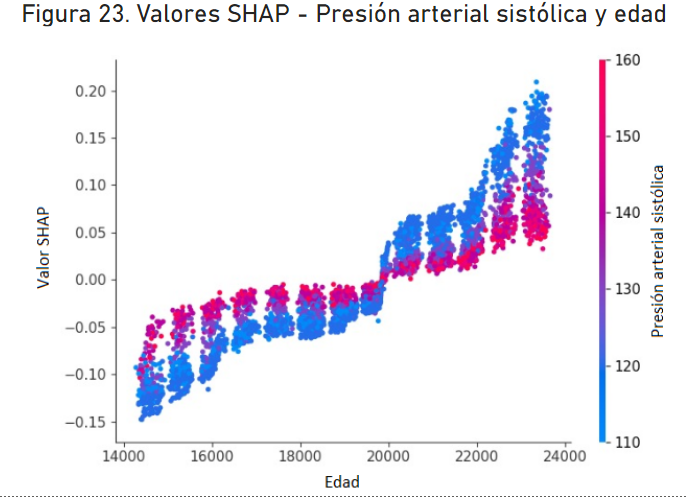 Figura 23. Valores SHAP - Presión arterial sistólica y edad
0.20
0.15
0.10
0.05
0.00
−0.05
−0.10
−0.15
Valor SHAP
14000 16000 18000 20000 22000 24000
Edad
160
150
140
130
120
110
Presión arterial sistólica